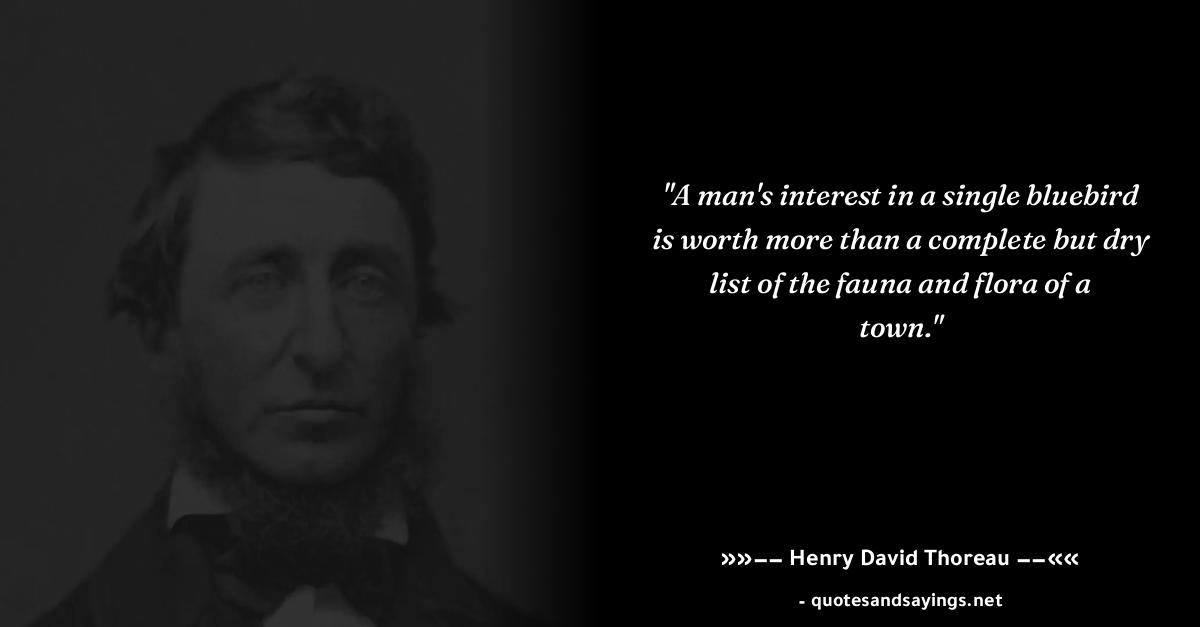 "A man's interest in a single bluebird
is worth more than a complete but dry
list of the fauna and flora of a
town."
»»−− Henry David Thoreau −−««
- quotesandsayings.net